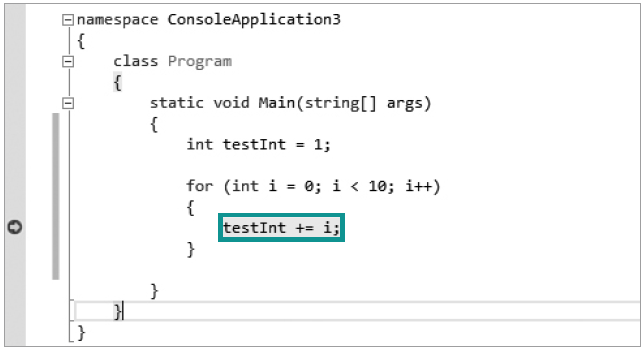 namespace ConsoleApplication3
{
    class Program
    {
        static void Main(string[] args)
        {
            int testInt = 1;

            for (int i = 0; i < 10; i++)
            {
                testInt += i;
            }

        }
    }
}